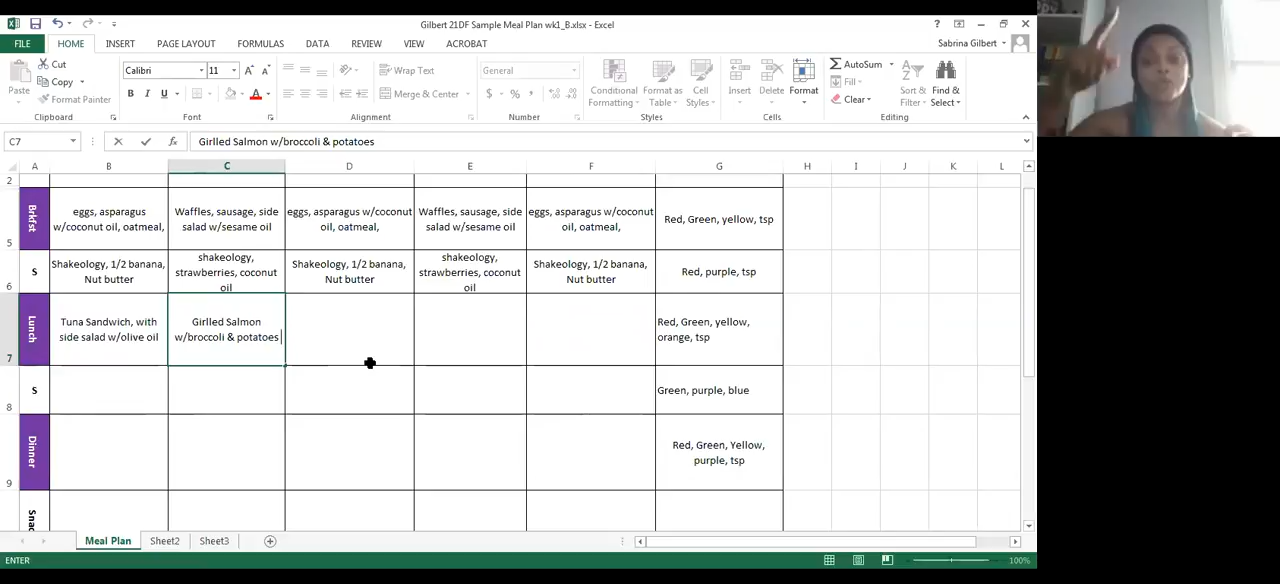 Gilbert 21DF Sample Meal Plan wk1_B.xlsx - Excel
?
FILE HOME INSERT PAGE LAYOUT FORMULAS DATA REVIEW VIEW ACROBAT
Sabrina Gilbert
Cut
Copy
Format Painter
Paste
Clipboard
Calibri 11
B I U
Font
Wrap Text
Merge & Center
Alignment
General
$ % ,
Number
Conditional Formatting
Format as Table
Cell Styles
Styles
Insert
Delete
Format
Cells
AutoSum
Fill
Clear
Sort & Filter
Find & Select
Editing
C7
fx
Girlled Salmon w/broccoli & potatoes
A B C D E F G H I J K L
2
Brkfst
eggs, asparagus
w/coconut oil, oatmeal,
Waffles, sausage, side
salad w/sesame oil
eggs, asparagus w/coconut
oil, oatmeal,
Waffles, sausage, side
salad w/sesame oil
eggs, asparagus w/coconut
oil, oatmeal,
Red, Green, yellow, tsp
5
S
Shakeology, 1/2 banana,
Nut butter
shakeology,
strawberries, coconut
oil
Shakeology, 1/2 banana,
Nut butter
shakeology,
strawberries, coconut
oil
Shakeology, 1/2 banana,
Nut butter
Red, purple, tsp
6
Lunch
Tuna Sandwich, with
side salad w/olive oil
Girlled Salmon
w/broccoli & potatoes
Red, Green, yellow,
orange, tsp
7
S
Green, purple, blue
8
Dinner
Red, Green, Yellow,
purple, tsp
9
Snac
Meal Plan Sheet2 Sheet3
ENTER
100%